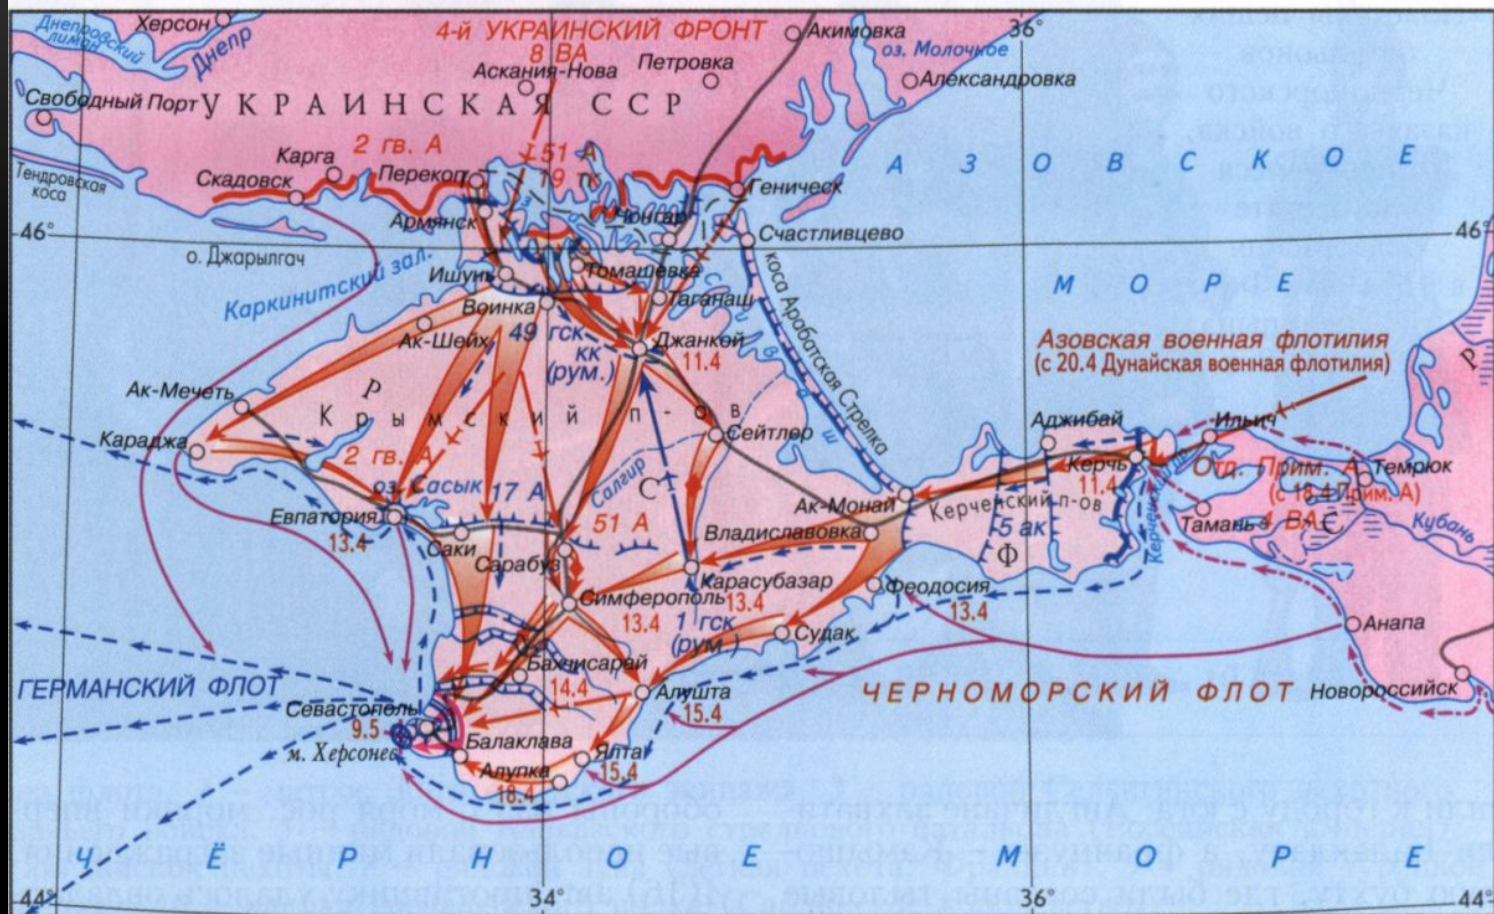 Херсон
Днепровский
лиман
Днепр
4-й УКРАИНСКИЙ ФРОНТ
8 ВА
Акимовка
36°
оз. Молочное
Аскания-Нова
Петровка
Александровка
Свободный Порт
УКРАИНСКАЯ ССР
2 гв. А
51 А
19 тк
Карга
Перекоп
Скадовск
Тендровская
коса
Геническ
АЗОВСКОЕ
Армянск
Чонгар
Счастливцево
46°
46°
о. Джарылгач
Каркинитский зал.
Ишунь
Томашевка
Сиваш
коса Арабатская Стрелка
МОРЕ
Воинка
Таганаш
Ак-Шейх
49 гск
кк
(рум.)
Джанкой
11.4
Азовская военная флотилия
(с 20.4 Дунайская военная флотилия)
Р
Ак-Мечеть
Р
Крымский п-ов
Сейтлер
Аджибай
Ильич
Караджа
2 гв. А
оз. Сасык
17 А
Салгир
С
Керчь
11.4
Отд. Прим. А
(с 18.4 Прим. А)
4 ВА
Темрюк
Евпатория
13.4
51 А
Ак-Монай
Керченский п-ов
5 ак
Тамань
С
Кубань
Саки
Владиславовка
Сарабуз
Ф
Карасубазар
13.4
Феодосия
13.4
Симферополь
13.4
1 гск
(рум.)
Судак
Анапа
Бахчисарай
14.4
ГЕРМАНСКИЙ ФЛОТ
Алушта
15.4
ЧЕРНОМОРСКИЙ ФЛОТ
Новороссийск
Севастополь
9.5
м. Херсонес
Балаклава
Ялта
15.4
Алупка
18.4
ЧЁРНОЕ МОРЕ
44°
34°
36°
44°